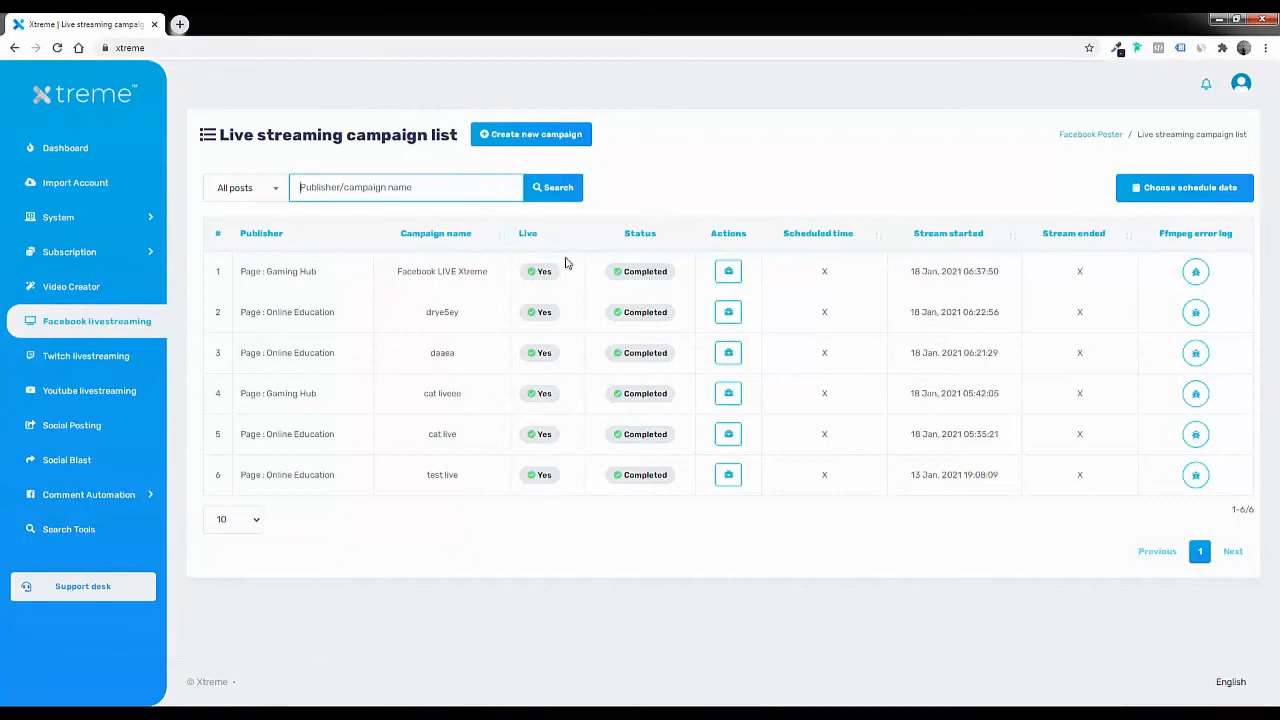 Xtreme | Live streaming campaig
xtreme
xtreme™
Dashboard
Import Account
System
Subscription
Video Creator
Facebook livestreaming
Twitch livestreaming
Youtube livestreaming
Social Posting
Social Blast
Comment Automation
Search Tools
Support desk
Live streaming campaign list
Create new campaign
Facebook Poster / Live streaming campaign list
All posts
Publisher/campaign name
Search
Choose schedule data
# Publisher Campaign name Live Status Actions Scheduled time Stream started Stream ended Ffmpeg error log
1 Page : Gaming Hub Facebook LIVE Xtreme Yes Completed X 18 Jan, 2021 06:37:50 X
2 Page : Online Education drye5ey Yes Completed X 18 Jan, 2021 06:22:56 X
3 Page : Online Education daaea Yes Completed X 18 Jan, 2021 06:21:29 X
4 Page : Gaming Hub cat liveeo Yes Completed X 18 Jan, 2021 05:42:05 X
5 Page : Online Education cat live Yes Completed X 18 Jan, 2021 05:35:21 X
6 Page : Online Education test live Yes Completed X 13 Jan, 2021 19:08:09 X
10
1-6/6
Previous 1 Next
© Xtreme •
English